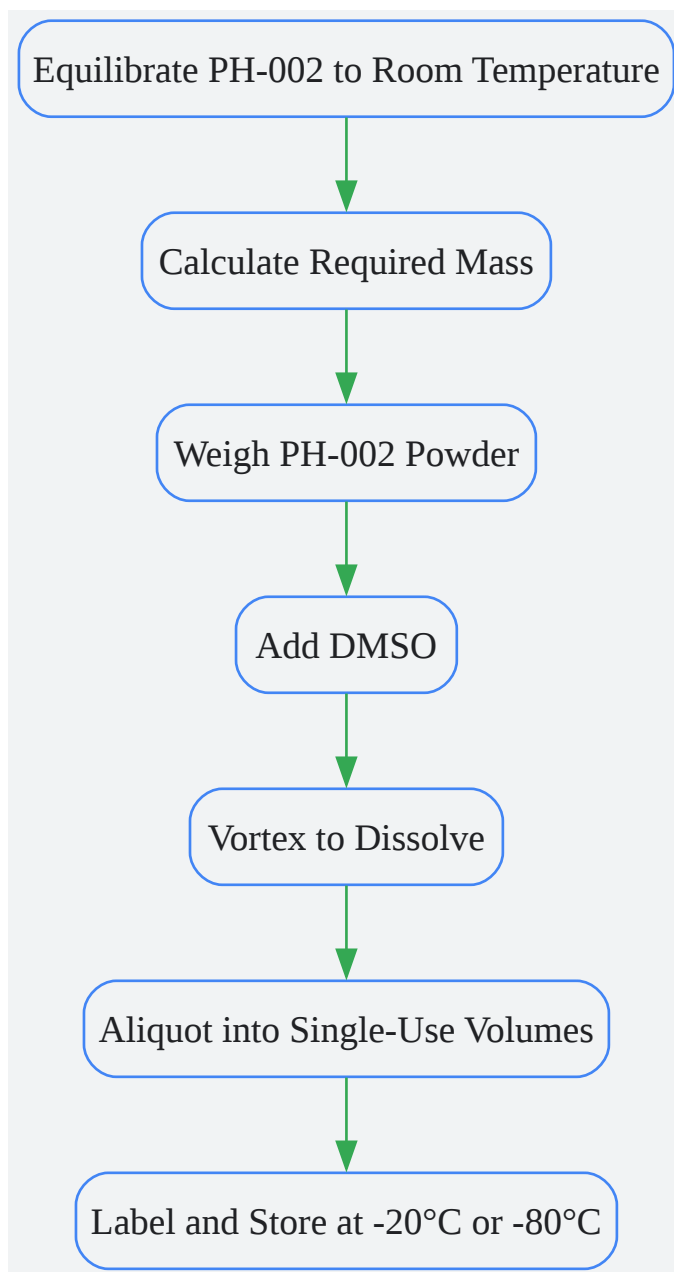 Equilibrate PH-002 to Room Temperature
Calculate Required Mass
Weigh PH-002 Powder
Add DMSO
Vortex to Dissolve
Aliquot into Single-Use Volumes
Label and Store at -20°C or -80°C